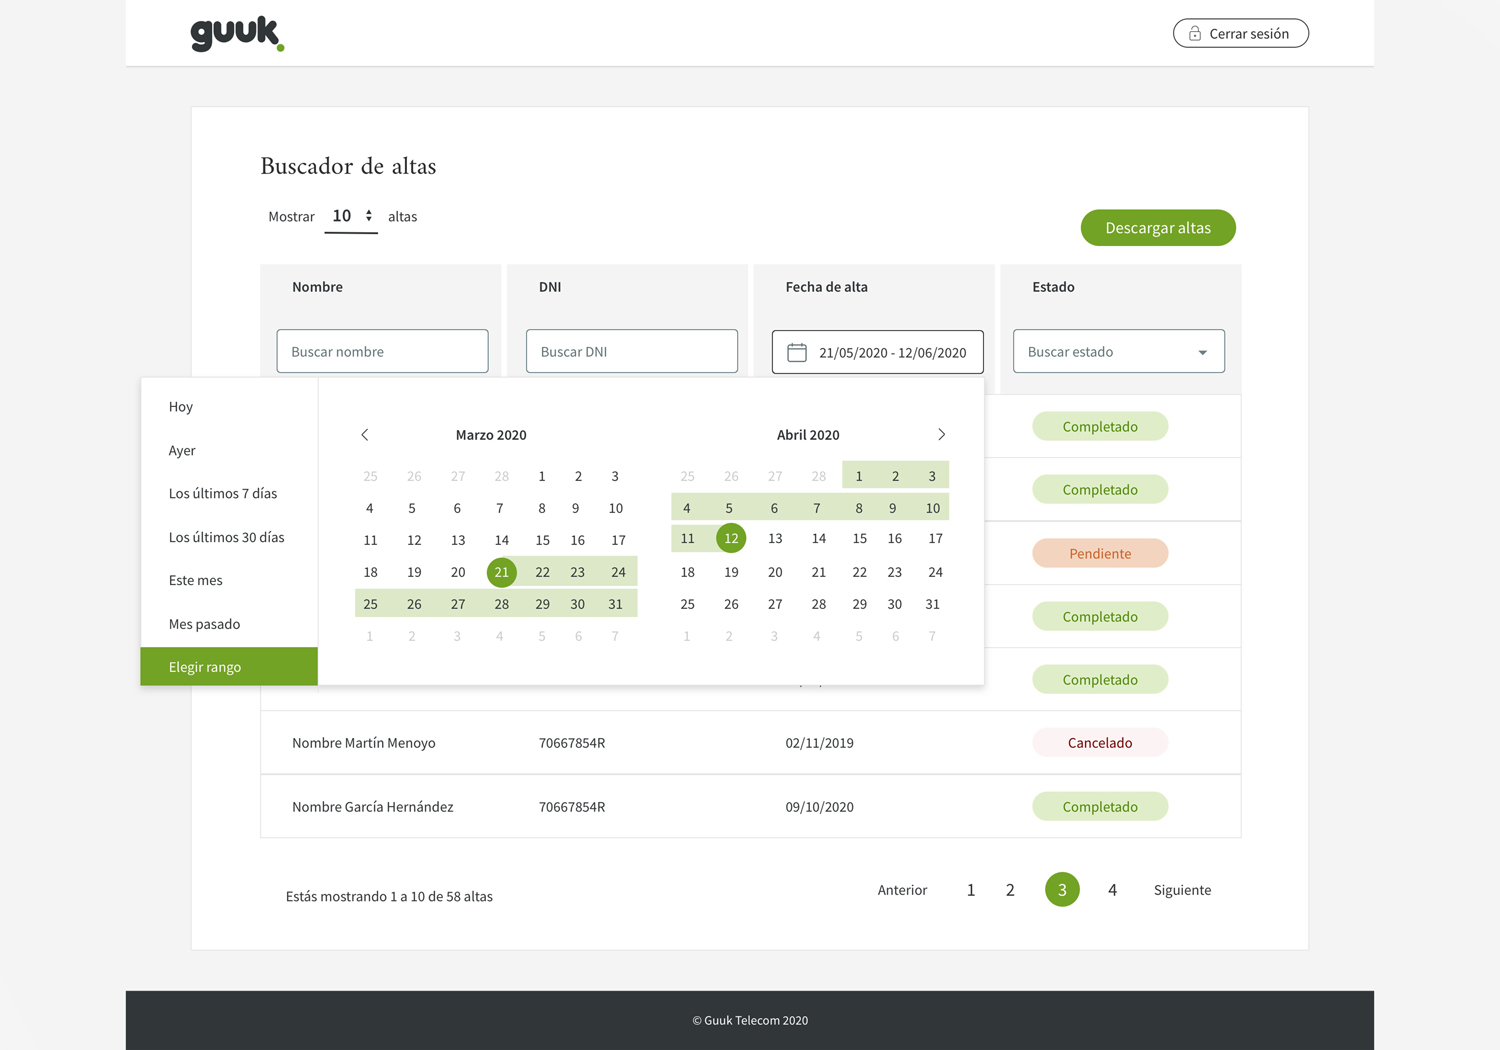 guuk.
Cerrar sesión
Buscador de altas
Mostrar 10 altas
Descargar altas
Nombre DNI Fecha de alta Estado
Buscar nombre Buscar DNI 21/05/2020 - 12/06/2020 Buscar estado
Hoy
Ayer
Los últimos 7 días
Los últimos 30 días
Este mes
Mes pasado
Elegir rango
Marzo 2020
25 26 27 28 1 2 3
4 5 6 7 8 9 10
11 12 13 14 15 16 17
18 19 20 21 22 23 24
25 26 27 28 29 30 31
1 2 3 4 5 6 7
Abril 2020
25 26 27 28 1 2 3
4 5 6 7 8 9 10
11 12 13 14 15 16 17
18 19 20 21 22 23 24
25 26 27 28 29 30 31
1 2 3 4 5 6 7
Completado
Completado
Pendiente
Completado
Completado
Nombre Martín Menoyo 70667854R 02/11/2019 Cancelado
Nombre García Hernández 70667854R 09/10/2020 Completado
Estás mostrando 1 a 10 de 58 altas
Anterior 1 2 3 4 Siguiente
© Guuk Telecom 2020